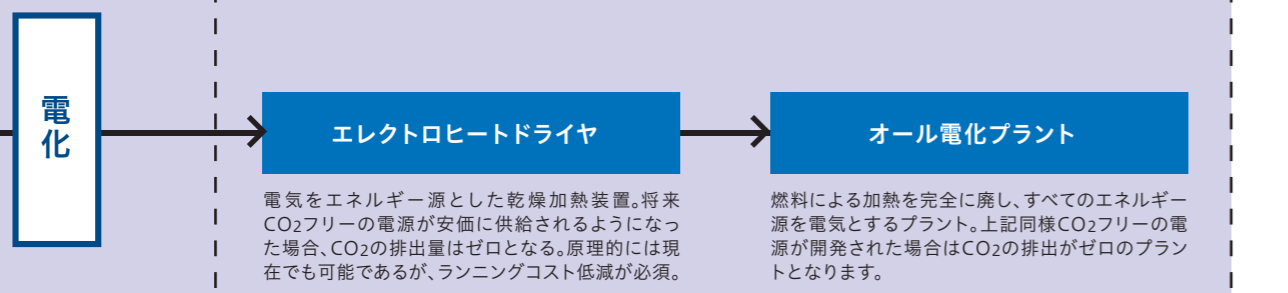 電化
エレクトロヒートドライヤ
電気をエネルギー源とした乾燥加熱装置。将来
CO2フリーの電源が安価に供給されるようになっ
た場合、CO2の排出量はゼロとなる。原理的には現
在でも可能であるが、ランニングコスト低減が必須。
オール電化プラント
燃料による加熱を完全に廃し、すべてのエネルギー
源を電気とするプラント。上記同様CO2フリーの電
源が開発された場合はCO2の排出がゼロのプラン
トとなります。